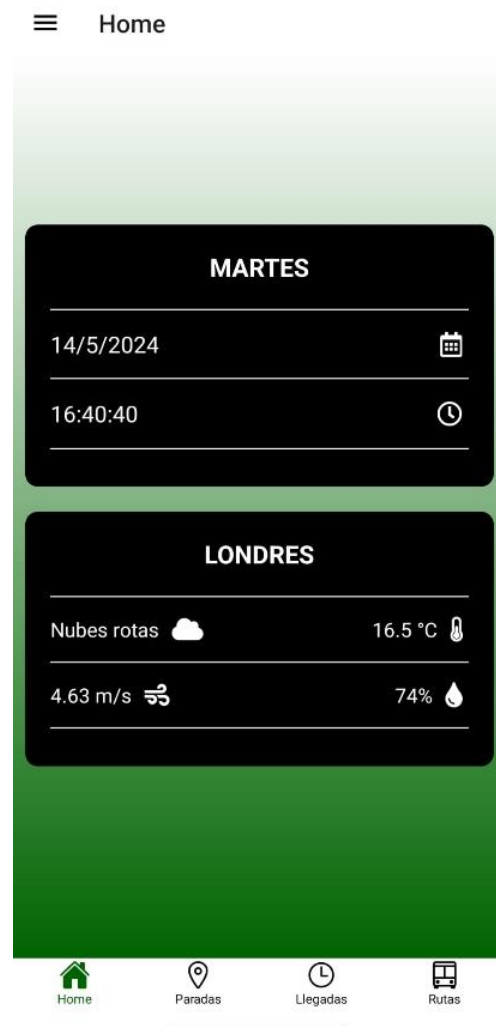 Home
MARTES
14/5/2024
16:40:40
LONDRES
Nubes rotas 16.5 °C
4.63 m/s 74%
Home Paradas Llegadas Rutas